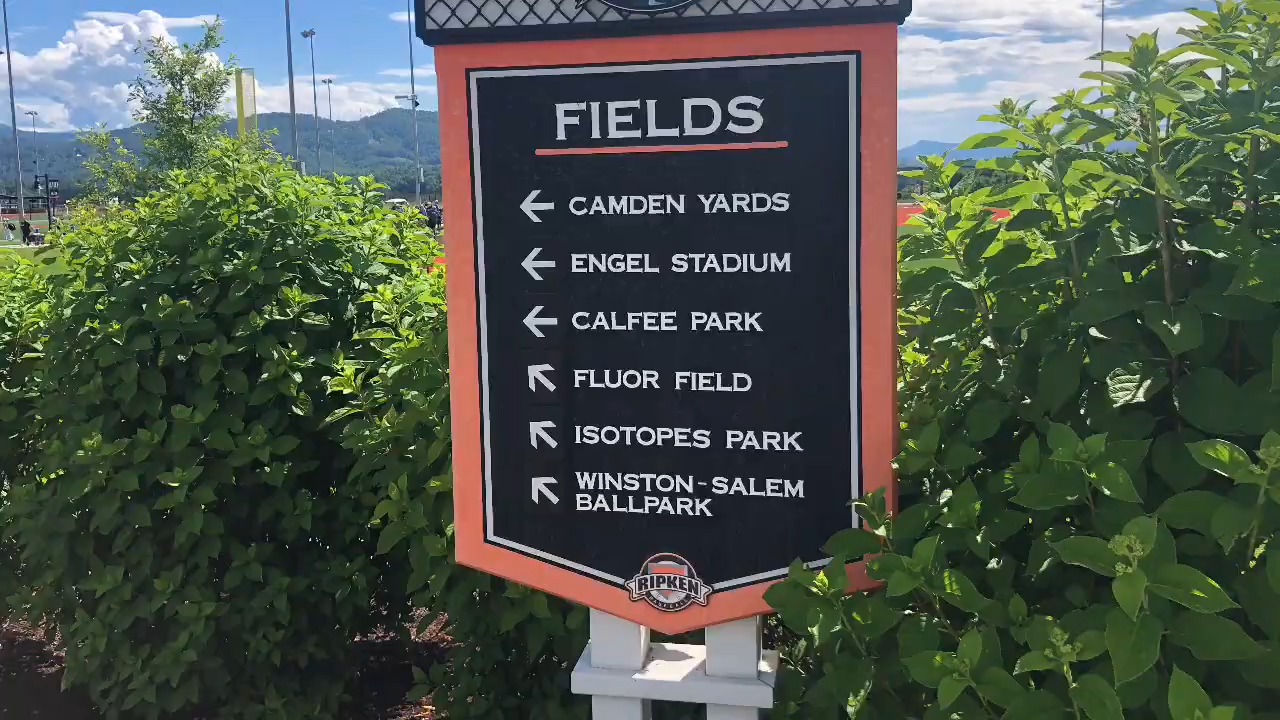 FIELDS
CAMDEN YARDS
ENGEL STADIUM
CALFEE PARK
FLUOR FIELD
ISOTOPES PARK
WINSTON-SALEM
BALLPARK
RIPKEN